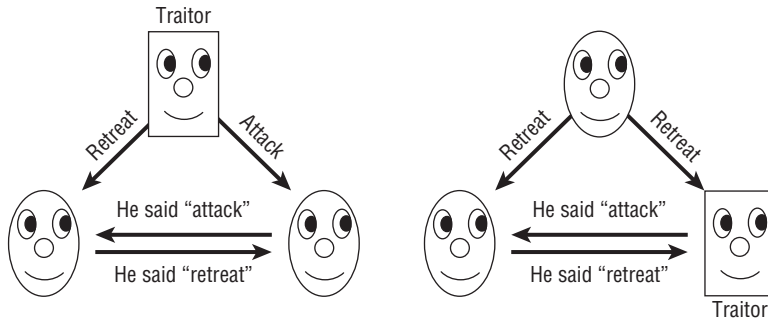 Traitor
Retreat
Attack
He said “attack”
He said “retreat”
Retreat
Retreat
He said “attack”
He said “retreat”
Traitor